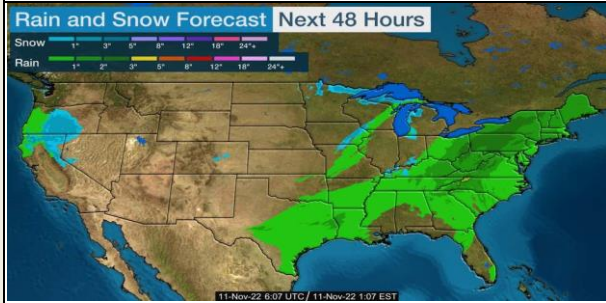 Rain and Snow Forecast Next 48 Hours
Snow 1" 3" 5" 8" 12" 18" 24"+
Rain 1" 2" 3" 5" 8" 12" 18" 24"+
11-Nov-22 6:07 UTC / 11-Nov-22 1:07 EST